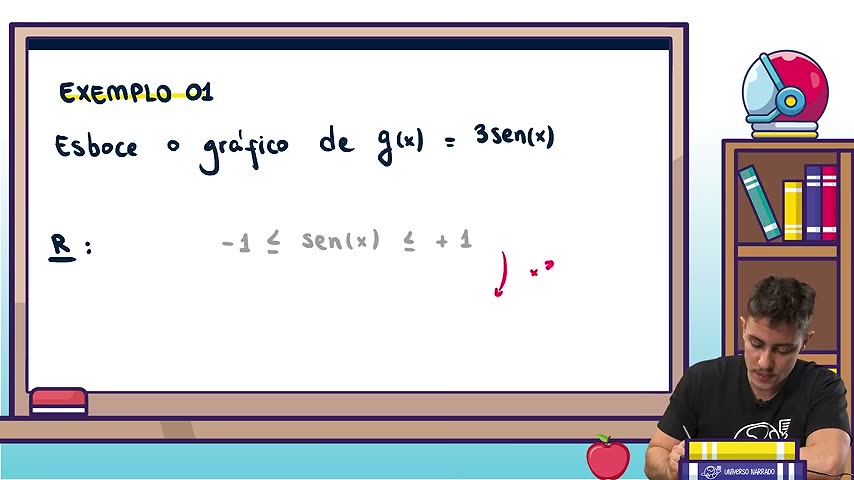 EXEMPLO 01
Esboce o gráfico de g(x) = 3sen(x)
R: -1 ≤ sen(x) ≤ +1
UNIVERSO NARRADO